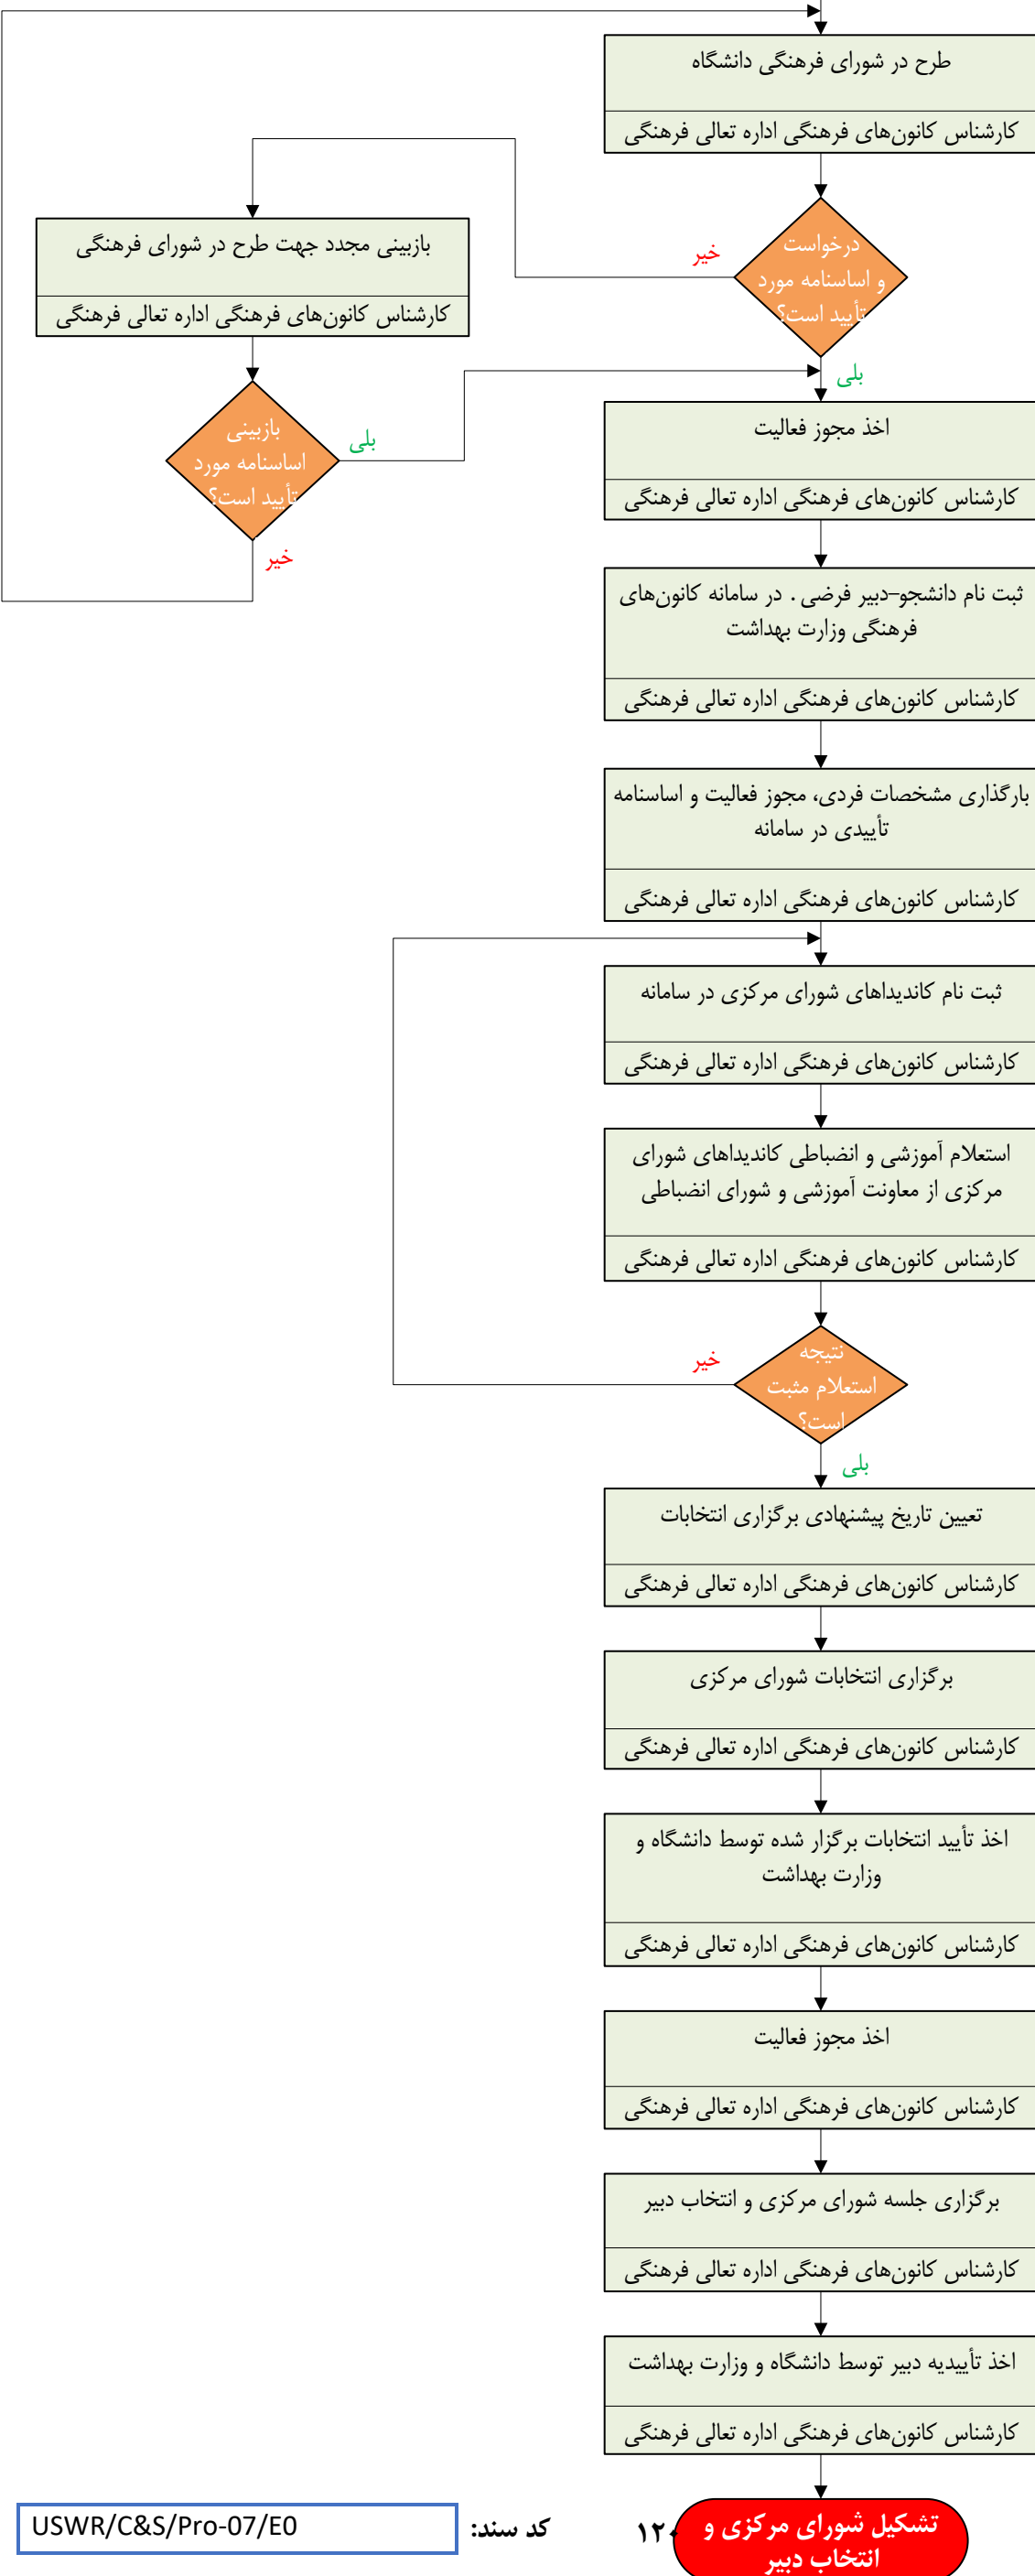 طرح در شورای فرهنگی دانشگاه
کارشناس کانون‌های فرهنگی اداره تعالی فرهنگی
درخواست
و اساسنامه مورد
تأیید است؟
خیر
بلی
بازبینی مجدد جهت طرح در شورای فرهنگی
کارشناس کانون‌های فرهنگی اداره تعالی فرهنگی
بازبینی
اساسنامه مورد
تأیید است؟
بلی
خیر
اخذ مجوز فعالیت
کارشناس کانون‌های فرهنگی اداره تعالی فرهنگی
ثبت نام دانشجو-دبیر فرضی . در سامانه کانون‌های
فرهنگی وزارت بهداشت
کارشناس کانون‌های فرهنگی اداره تعالی فرهنگی
بارگذاری مشخصات فردی، مجوز فعالیت و اساسنامه
تأییدی در سامانه
کارشناس کانون‌های فرهنگی اداره تعالی فرهنگی
ثبت نام کاندیداهای شورای مرکزی در سامانه
کارشناس کانون‌های فرهنگی اداره تعالی فرهنگی
استعلام آموزشی و انضباطی کاندیداهای شورای
مرکزی از معاونت آموزشی و شورای انضباطی
کارشناس کانون‌های فرهنگی اداره تعالی فرهنگی
نتیجه
استعلام مثبت
است؟
خیر
بلی
تعیین تاریخ پیشنهادی برگزاری انتخابات
کارشناس کانون‌های فرهنگی اداره تعالی فرهنگی
برگزاری انتخابات شورای مرکزی
کارشناس کانون‌های فرهنگی اداره تعالی فرهنگی
اخذ تأیید انتخابات برگزار شده توسط دانشگاه و
وزارت بهداشت
کارشناس کانون‌های فرهنگی اداره تعالی فرهنگی
اخذ مجوز فعالیت
کارشناس کانون‌های فرهنگی اداره تعالی فرهنگی
برگزاری جلسه شورای مرکزی و انتخاب دبیر
کارشناس کانون‌های فرهنگی اداره تعالی فرهنگی
اخذ تأییدیه دبیر توسط دانشگاه و وزارت بهداشت
کارشناس کانون‌های فرهنگی اداره تعالی فرهنگی
تشکیل شورای مرکزی و
انتخاب دبیر
۱۲۰
کد سند:
USWR/C&S/Pro-07/E0